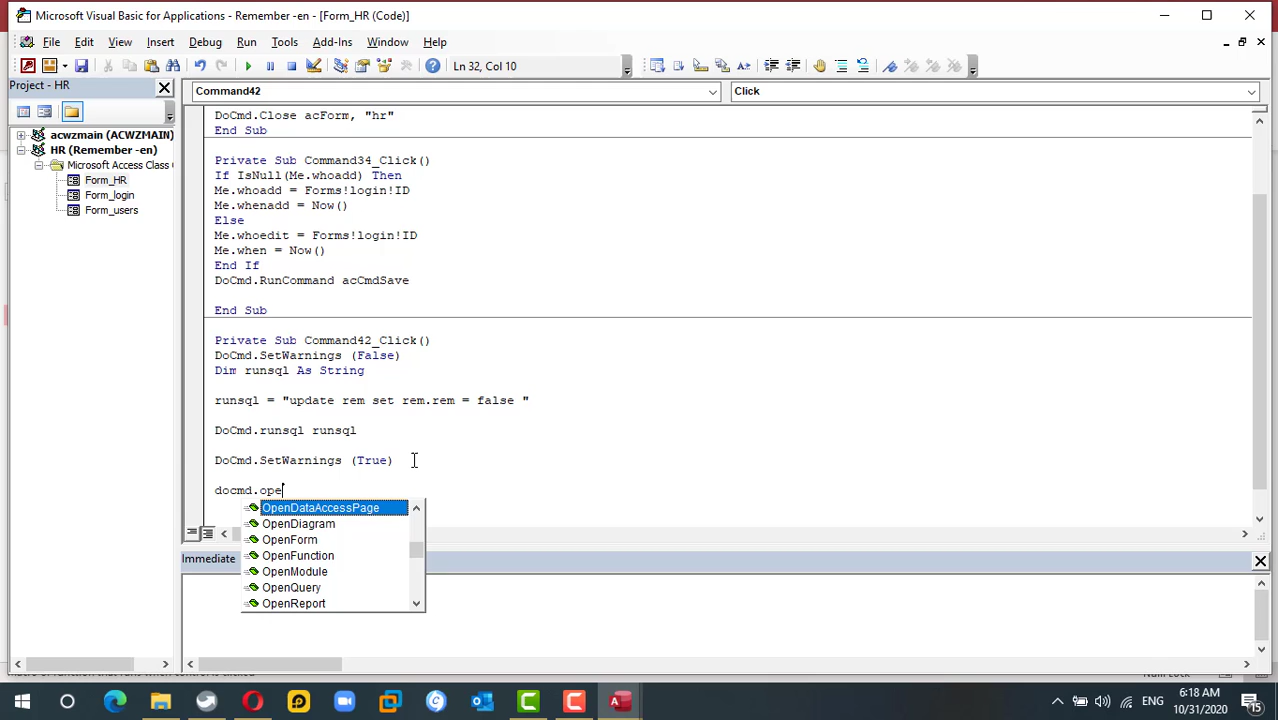 Microsoft Visual Basic for Applications - Remember -en - [Form_HR (Code)]
File Edit View Insert Debug Run Tools Add-Ins Window Help
Ln 32, Col 10
Project - HR
Command42
Click
acwzmain (ACWZMAIN)
HR (Remember -en)
Microsoft Access Class
Form_HR
Form_login
Form_users
DoCmd.Close acForm, "hr"
End Sub
Private Sub Command34_Click()
If IsNull(Me.whoadd) Then
Me.whoadd = Forms!login!ID
Me.whenadd = Now()
Else
Me.whoedit = Forms!login!ID
Me.when = Now()
End If
DoCmd.RunCommand acCmdSave
End Sub
Private Sub Command42_Click()
DoCmd.SetWarnings (False)
Dim runsql As String
runsql = "update rem set rem.rem = false "
DoCmd.runsql runsql
DoCmd.SetWarnings (True)
docmd.ope
OpenDataAccessPage
OpenDiagram
OpenForm
OpenFunction
OpenModule
OpenQuery
OpenReport
Immediate
ENG
6:18 AM
10/31/2020
15